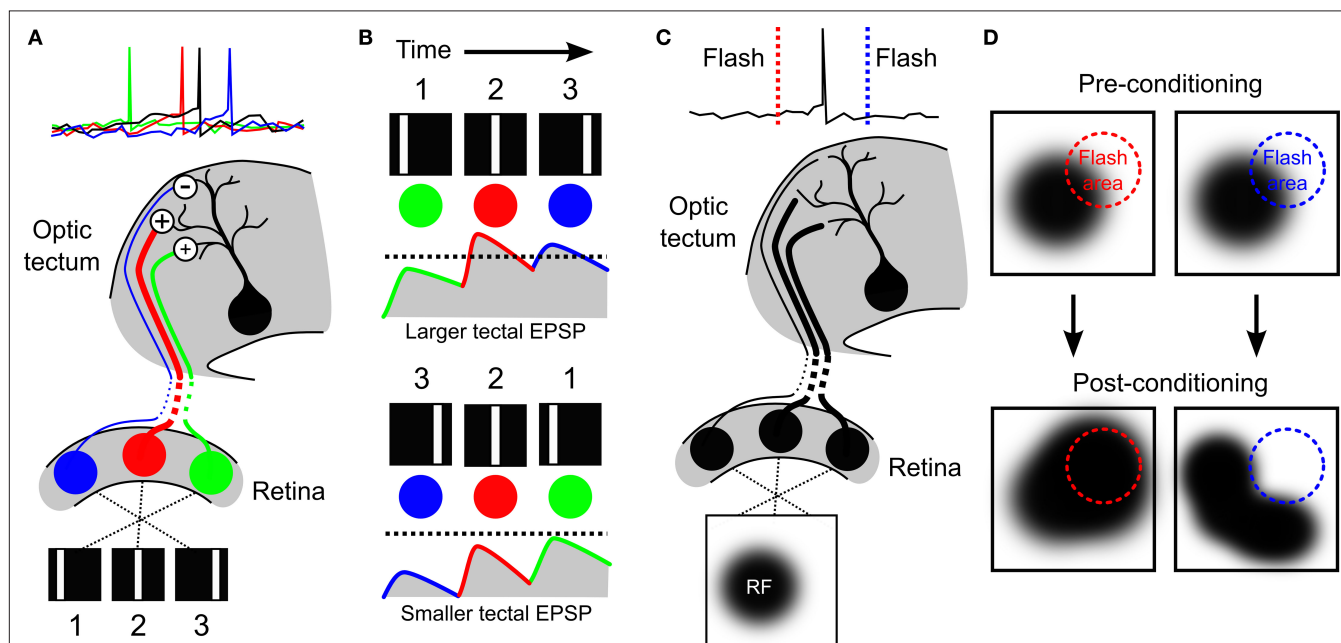 A
−
+
+
Optic
tectum
Retina
1 2 3
B
Time
1 2 3
Larger tectal EPSP
3 2 1
Smaller tectal EPSP
C
Flash Flash
Optic
tectum
Retina
RF
D
Pre-conditioning
Flash
area
Flash
area
Post-conditioning